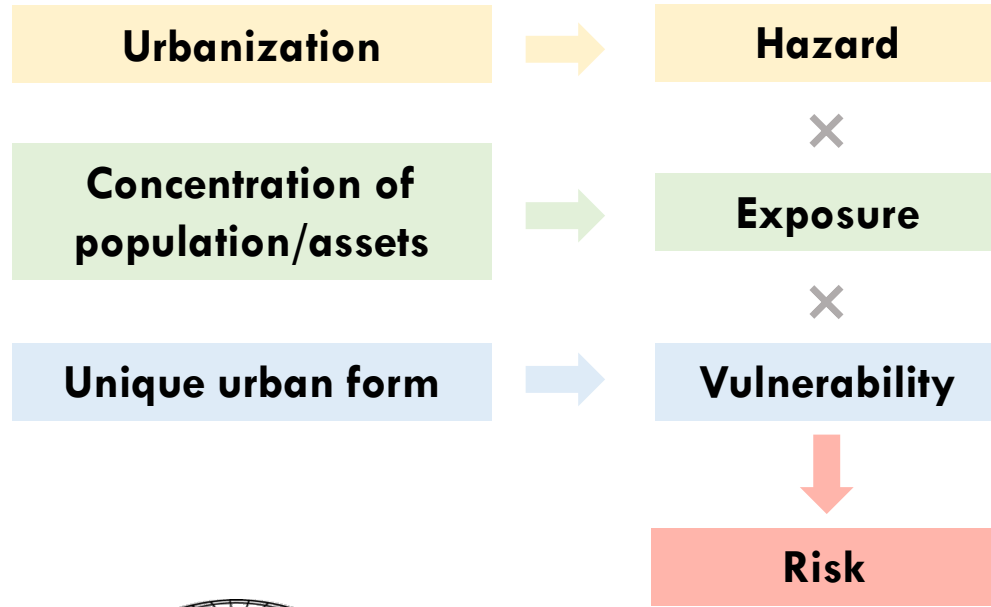 Urbanization
Hazard
×
Concentration of
population/assets
Exposure
×
Unique urban form
Vulnerability
Risk